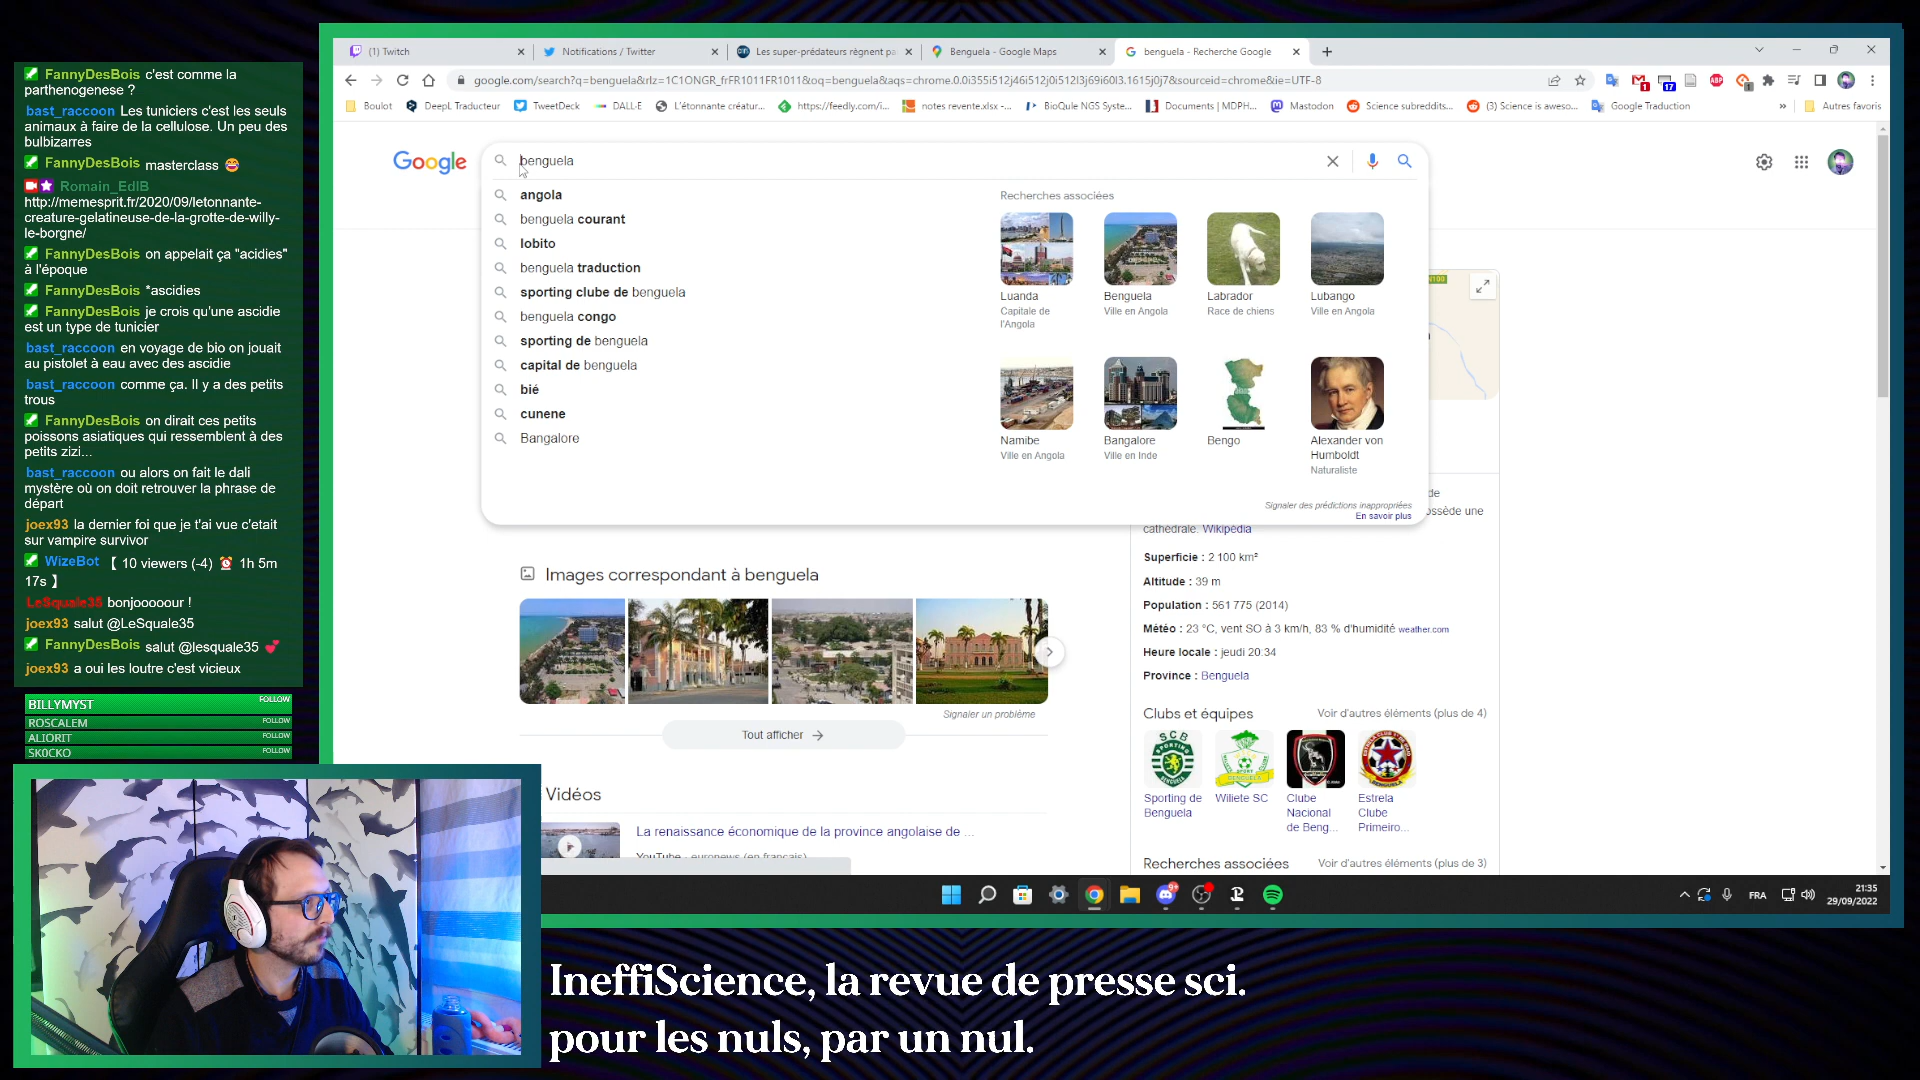 FannyDesBois c'est comme la
parthenogenese ?
bast_raccoon Les tuniciers c'est les seuls
animaux à faire de la cellulose. Un peu des
bulbizarres
FannyDesBois masterclass 😂
Romain_EdlB
http://memesprit.fr/2020/09/letonnante-
creature-gelatineuse-de-la-grotte-de-willy-
le-borgne/
FannyDesBois on appelait ça "acidies"
à l'époque
FannyDesBois *ascidies
FannyDesBois je crois qu'une ascidie
est un type de tunicier
bast_raccoon en voyage de bio on jouait
au pistolet à eau avec des ascidie
bast_raccoon comme ça. Il y a des petits
trous
FannyDesBois on dirait ces petits
poissons asiatiques qui ressemblent à des
petits zizi...
bast_raccoon ou alors on fait le dali
mystère où on doit retrouver la phrase de
départ
joex93 la dernier foi que je t'ai vue c'etait
sur vampire survivor
WizeBot 【 10 viewers (-4) ⏰ 1h 5m
17s 】
LeSquale35 bonjooooour !
joex93 salut @LeSquale35
FannyDesBois salut @lesquale35 💕
joex93 a oui les loutre c'est vicieux
BILLYMYST FOLLOW
ROSCALEM FOLLOW
ALIORIT FOLLOW
SK0CKO FOLLOW
(1) Twitch
Notifications / Twitter
Les super-prédateurs règnent pa
Benguela - Google Maps
benguela - Recherche Google
google.com/search?q=benguela&rlz=1C1ONGR_frFR1011FR1011&oq=benguela&aqs=chrome.0.0i355i512j46i512j0i512l3j69i60l3.1615j0j7&sourceid=chrome&ie=UTF-8
Boulot
DeepL Traducteur
TweetDeck
DALL·E
L'étonnante créatur...
https://feedly.com/i...
notes revente.xlsx -...
BioQule NGS Syste...
Documents | MDPH...
Mastodon
Science subreddits...
(3) Science is aweso...
Google Traduction
»
Autres favoris
Google
benguela
angola
benguela courant
lobito
benguela traduction
sporting clube de benguela
benguela congo
sporting de benguela
capital de benguela
bié
cunene
Bangalore
Recherches associées
Luanda
Capitale de
l'Angola
Benguela
Ville en Angola
Labrador
Race de chiens
Lubango
Ville en Angola
Namibe
Ville en Angola
Bangalore
Ville en Inde
Bengo
Alexander von
Humboldt
Naturaliste
Signaler des prédictions inappropriées
En savoir plus
de
ossède une
cathédrale. Wikipédia
Superficie : 2 100 km²
Altitude : 39 m
Population : 561 775 (2014)
Météo : 23 °C, vent SO à 3 km/h, 83 % d'humidité weather.com
Heure locale : jeudi 20:34
Province : Benguela
Images correspondant à benguela
Signaler un problème
Tout afficher
Clubs et équipes
Voir d'autres éléments (plus de 4)
Sporting de
Benguela
Wiliete SC
Clube
Nacional
de Beng...
Estrela
Clube
Primeiro...
Vidéos
La renaissance économique de la province angolaise de ...
YouTube · euronews (en français)
Recherches associées
Voir d'autres éléments (plus de 3)
FRA
21:35
29/09/2022
InefﬁScience, la revue de presse sci.
pour les nuls, par un nul.